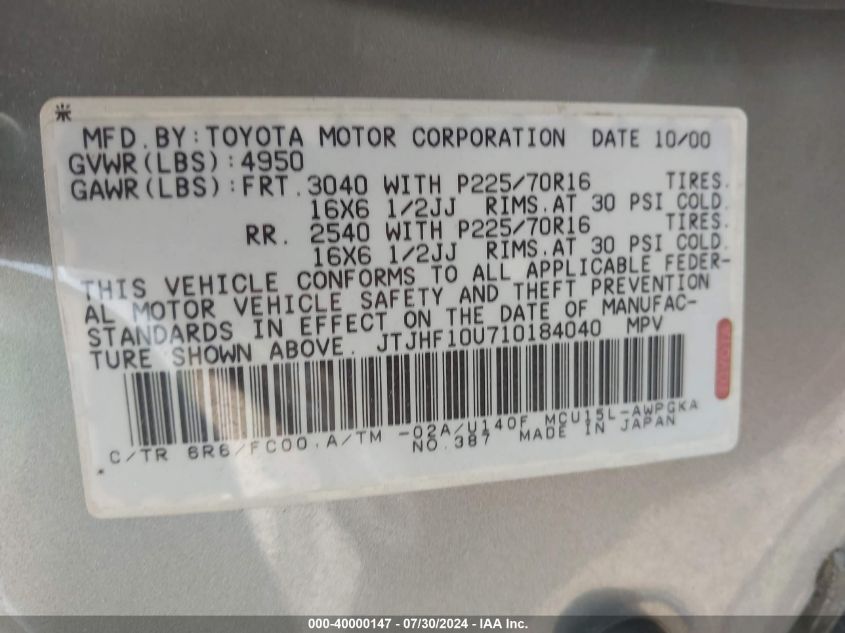 MFD.BY:TOYOTA MOTOR CORPORATION DATE 10/00
GVWR(LBS):4950
GAWR(LBS):FRT.3040 WITH P225/70R16 TIRES.
16X6 1/2JJ RIMS.AT 30 PSI COLD.
RR. 2540 WITH P225/70R16 TIRES.
16X6 1/2JJ RIMS.AT 30 PSI COLD.
THIS VEHICLE CONFORMS TO ALL APPLICABLE FEDER-
AL MOTOR VEHICLE SAFETY AND THEFT PREVENTION
STANDARDS IN EFFECT ON THE DATE OF MANUFAC-
TURE SHOWN ABOVE. JTJHF10U710184040 MPV
TOYOTA
C/TR 6R6/FC00.A/TM -02A/U140F MCU15L-AWPGKA
NO.387 MADE IN JAPAN
000-40000147 - 07/30/2024 - IAA Inc.